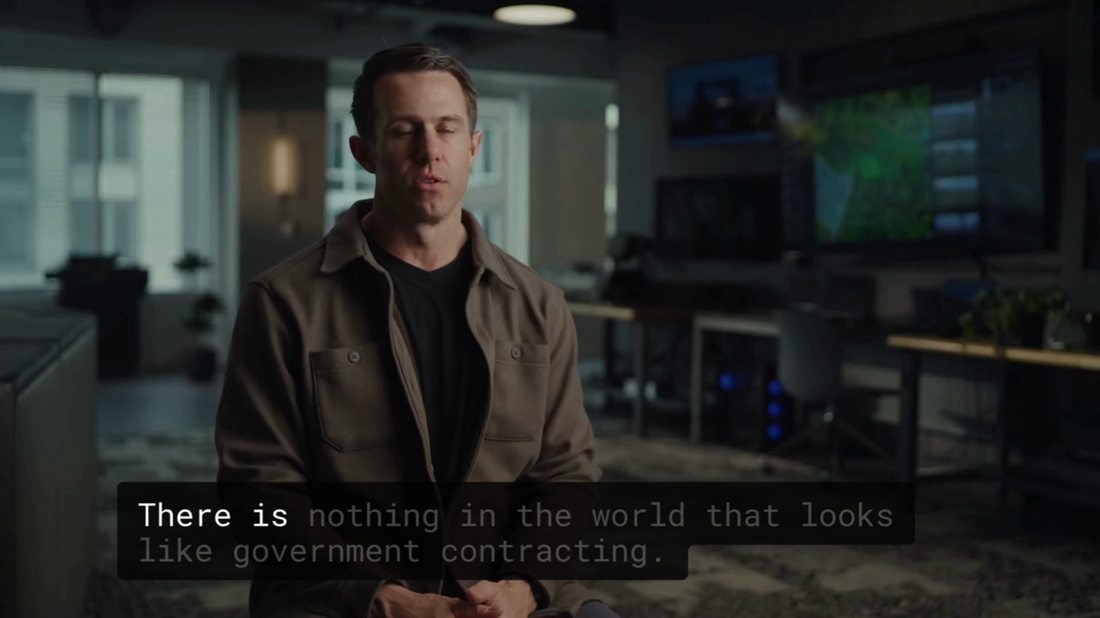 There is nothing in the world that looks
like government contracting.